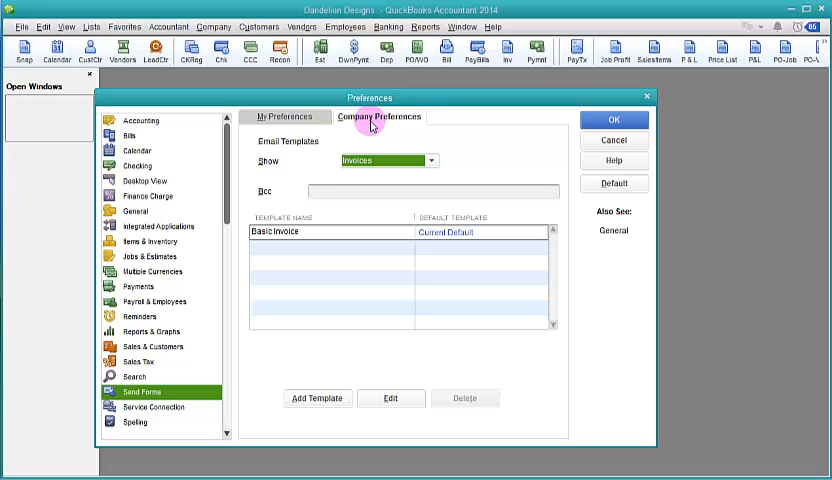 Dandelion Designs - QuickBooks Accountant 2014
File Edit View Lists Favorites Accountant Company Customers Vendors Employees Banking Reports Window Help
05
Snap Calendar CustCtr Vendors LeadCtr CKReg Chk CCC Recon Est DwnPymt Dep PO/WO Bill PayBills Inv Pymnt PayTx Job Profit SalesItems P & L Price List P&L PO-Job PO-V
Open Windows
Preferences
My Preferences Company Preferences
Accounting
Bills
Calendar
Checking
Desktop View
Finance Charge
General
Integrated Applications
Items & Inventory
Jobs & Estimates
Multiple Currencies
Payments
Payroll & Employees
Reminders
Reports & Graphs
Sales & Customers
Sales Tax
Search
Send Forms
Service Connection
Spelling
Email Templates
Show Invoices
Bcc
TEMPLATE NAME DEFAULT TEMPLATE
Basic Invoice Current Default
Add Template Edit Delete
OK
Cancel
Help
Default
Also See:
General